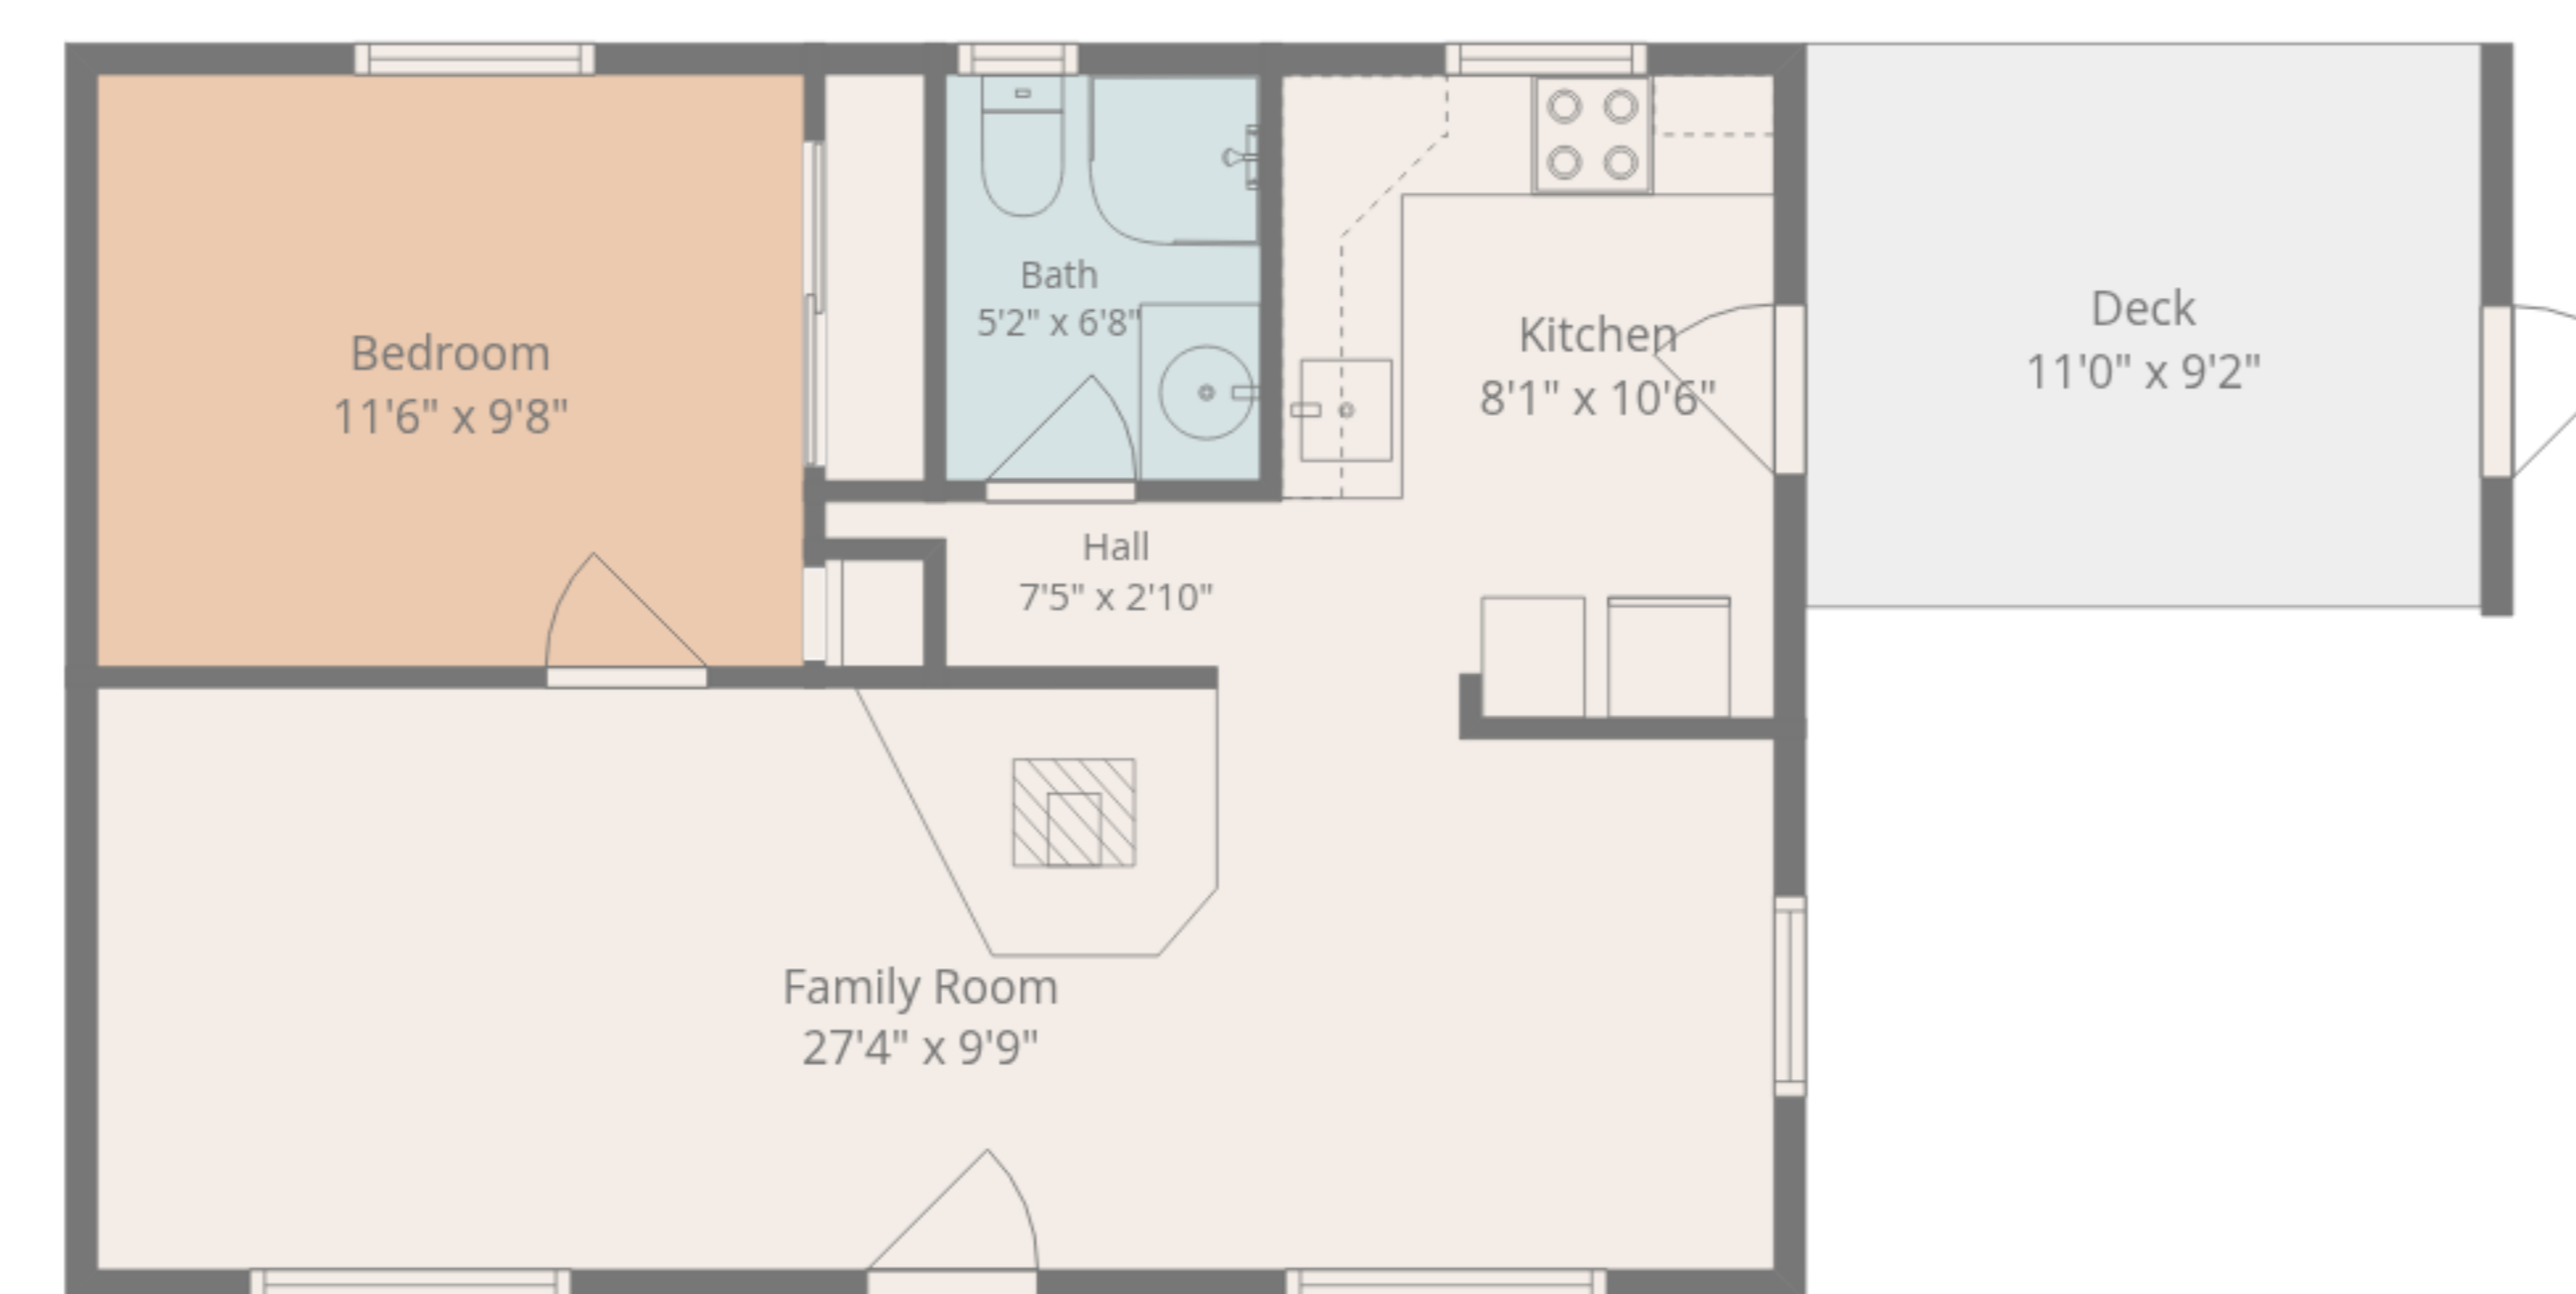 Bedroom
11'6" x 9'8"
Bath
5'2" x 6'8"
Kitchen
8'1" x 10'6"
Deck
11'0" x 9'2"
Hall
7'5" x 2'10"
Family Room
27'4" x 9'9"